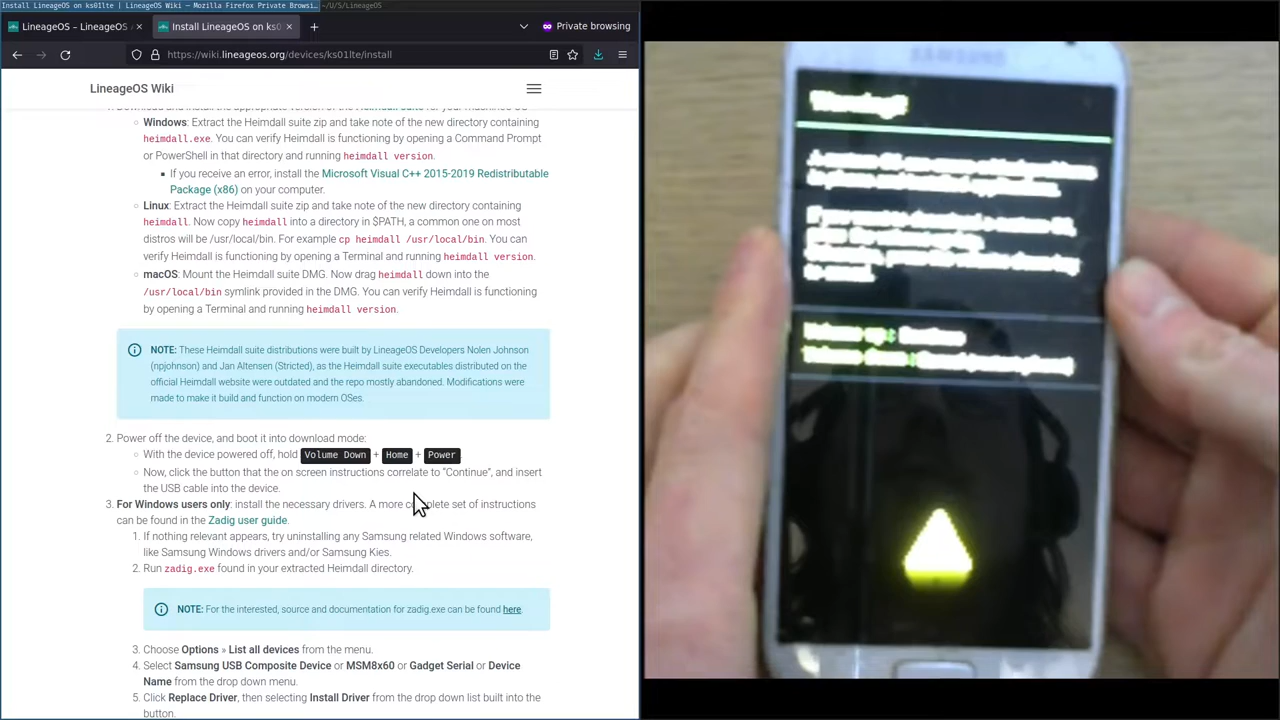 Install LineageOS on ks01lte | LineageOS Wiki — Mozilla Firefox Private Browsi…
~/U/S/LineageOS
LineageOS – LineageOS
Install LineageOS on ks0
Private browsing
https://wiki.lineageos.org/devices/ks01lte/install
LineageOS Wiki
Windows: Extract the Heimdall suite zip and take note of the new directory containing
heimdall.exe. You can verify Heimdall is functioning by opening a Command Prompt
or PowerShell in that directory and running heimdall version.
If you receive an error, install the Microsoft Visual C++ 2015-2019 Redistributable
Package (x86) on your computer.
Linux: Extract the Heimdall suite zip and take note of the new directory containing
heimdall. Now copy heimdall into a directory in $PATH, a common one on most
distros will be /usr/local/bin. For example cp heimdall /usr/local/bin. You can
verify Heimdall is functioning by opening a Terminal and running heimdall version.
macOS: Mount the Heimdall suite DMG. Now drag heimdall down into the
/usr/local/bin symlink provided in the DMG. You can verify Heimdall is functioning
by opening a Terminal and running heimdall version.
NOTE: These Heimdall suite distributions were built by LineageOS Developers Nolen Johnson
(npjohnson) and Jan Altensen (Stricted), as the Heimdall suite executables distributed on the
official Heimdall website were outdated and the repo mostly abandoned. Modifications were
made to make it build and function on modern OSes.
2. Power off the device, and boot it into download mode:
With the device powered off, hold Volume Down + Home + Power
Now, click the button that the on screen instructions correlate to “Continue”, and insert
the USB cable into the device.
3. For Windows users only: install the necessary drivers. A more complete set of instructions
can be found in the Zadig user guide.
1. If nothing relevant appears, try uninstalling any Samsung related Windows software,
like Samsung Windows drivers and/or Samsung Kies.
2. Run zadig.exe found in your extracted Heimdall directory.
NOTE: For the interested, source and documentation for zadig.exe can be found here.
3. Choose Options » List all devices from the menu.
4. Select Samsung USB Composite Device or MSM8x60 or Gadget Serial or Device
Name from the drop down menu.
5. Click Replace Driver, then selecting Install Driver from the drop down list built into the
button.
SAMSUNG
Warning!!
If you want to download a custom OS,
Volume up : Continue
Volume down : Cancel